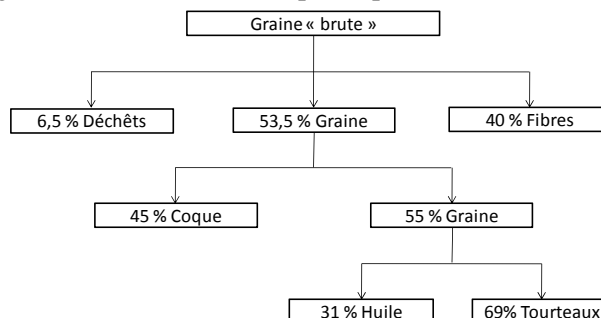 Graine « brute »
6,5 % Déchêts
53,5 % Graine
40 % Fibres
45 % Coque
55 % Graine
31 % Huile
69% Tourteaux